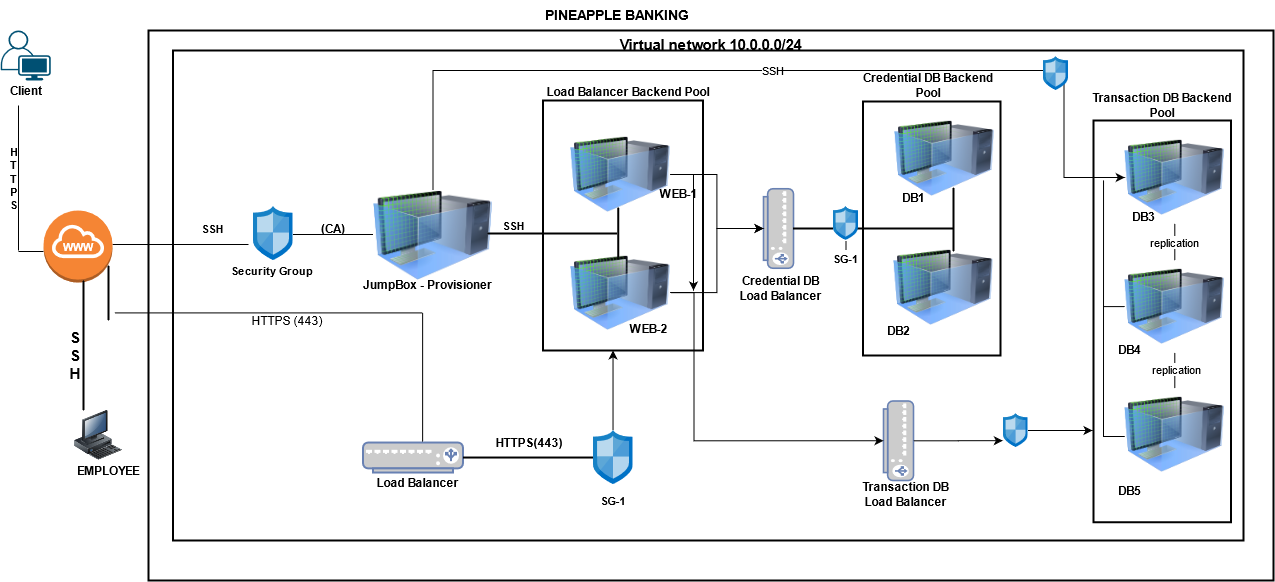 PINEAPPLE BANKING
Virtual network 10.0.0.0/24
Client
HTTPS
WWW
SSH
Security Group
(CA)
JumpBox - Provisioner
SSH
SSH
Load Balancer Backend Pool
WEB-1
WEB-2
Credential DB
Load Balancer
SG-1
Credential DB Backend
Pool
DB1
DB2
Transaction DB Backend
Pool
DB3
replication
DB4
replication
DB5
HTTPS (443)
SSH
EMPLOYEE
Load Balancer
HTTPS(443)
SG-1
Transaction DB
Load Balancer